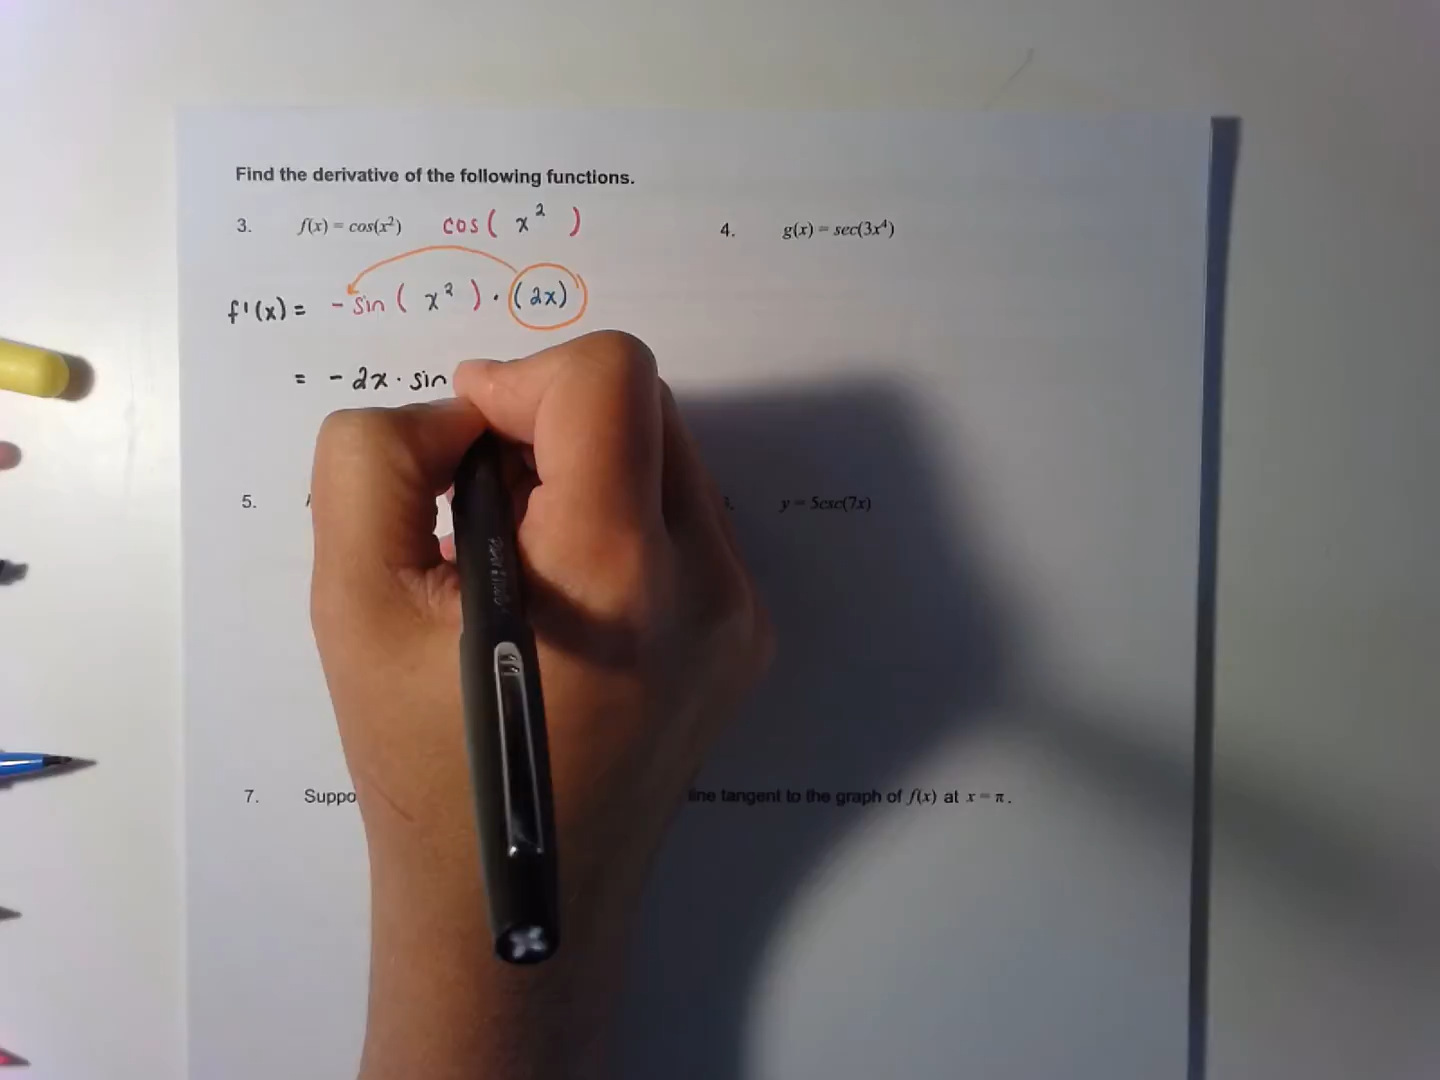 Find the derivative of the following functions.
3. f(x) = cos(x²) cos( x² )
4. g(x) = sec(3x⁴)
f'(x) = -sin( x² ) · (2x)
= -2x · sin
5.
y = 5csc(7x)
7. line tangent to the graph of f(x) at x = π.